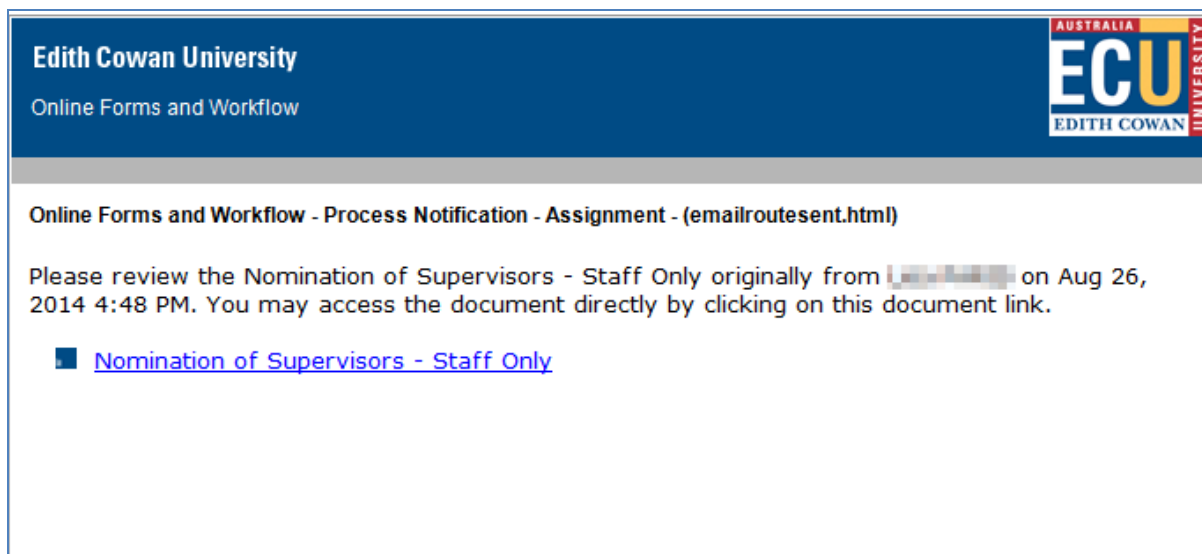 Edith Cowan University
Online Forms and Workflow
AUSTRALIA
ECU
EDITH COWAN
UNIVERSITY
Online Forms and Workflow - Process Notification - Assignment - (emailroutesent.html)
Please review the Nomination of Supervisors - Staff Only originally from on Aug 26,
2014 4:48 PM. You may access the document directly by clicking on this document link.
Nomination of Supervisors - Staff Only